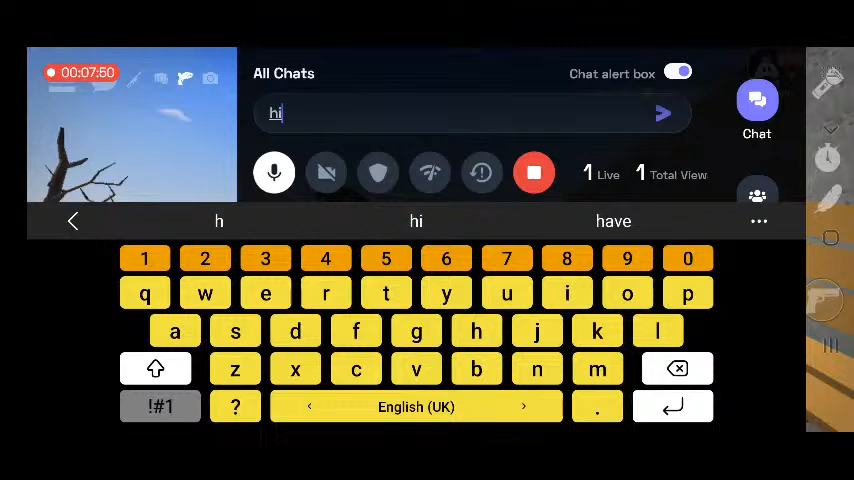 00:07:50
All Chats
Chat alert box
hi
Chat
1 Live 1 Total View
h hi have
1 2 3 4 5 6 7 8 9 0
q w e r t y u i o p
a s d f g h j k l
z x c v b n m
!#1 ? < English (UK) > .